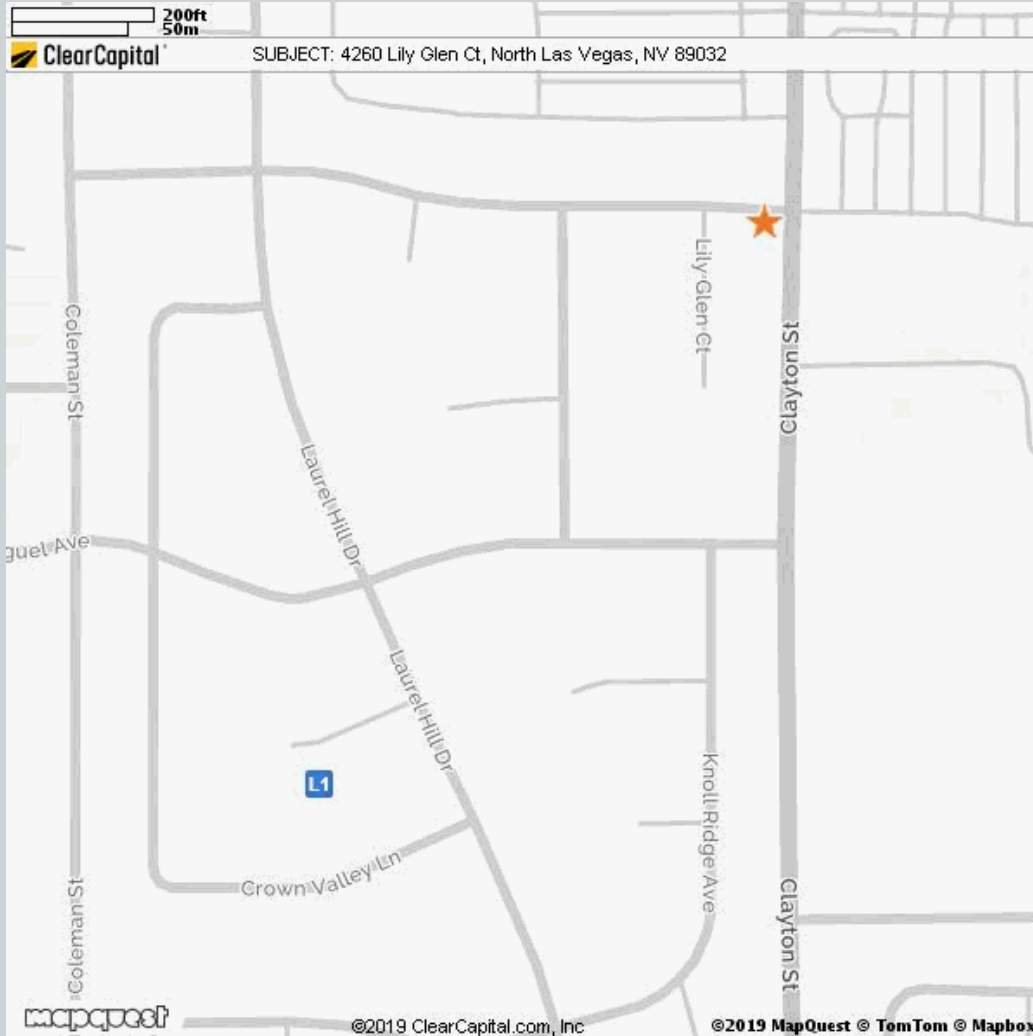 200ft
50m
ClearCapital
SUBJECT: 4260 Lily Glen Ct, North Las Vegas, NV 89032
Lily Glen Ct
Coleman St
Clayton St
Laurel Hill Dr
guel Ave
Laurel Hill Dr
L1
Knoll Ridge Ave
Crown Valley Ln
Coleman St
Clayton St
mapquest
©2019 ClearCapital.com, Inc
©2019 MapQuest © TomTom © Mapbox